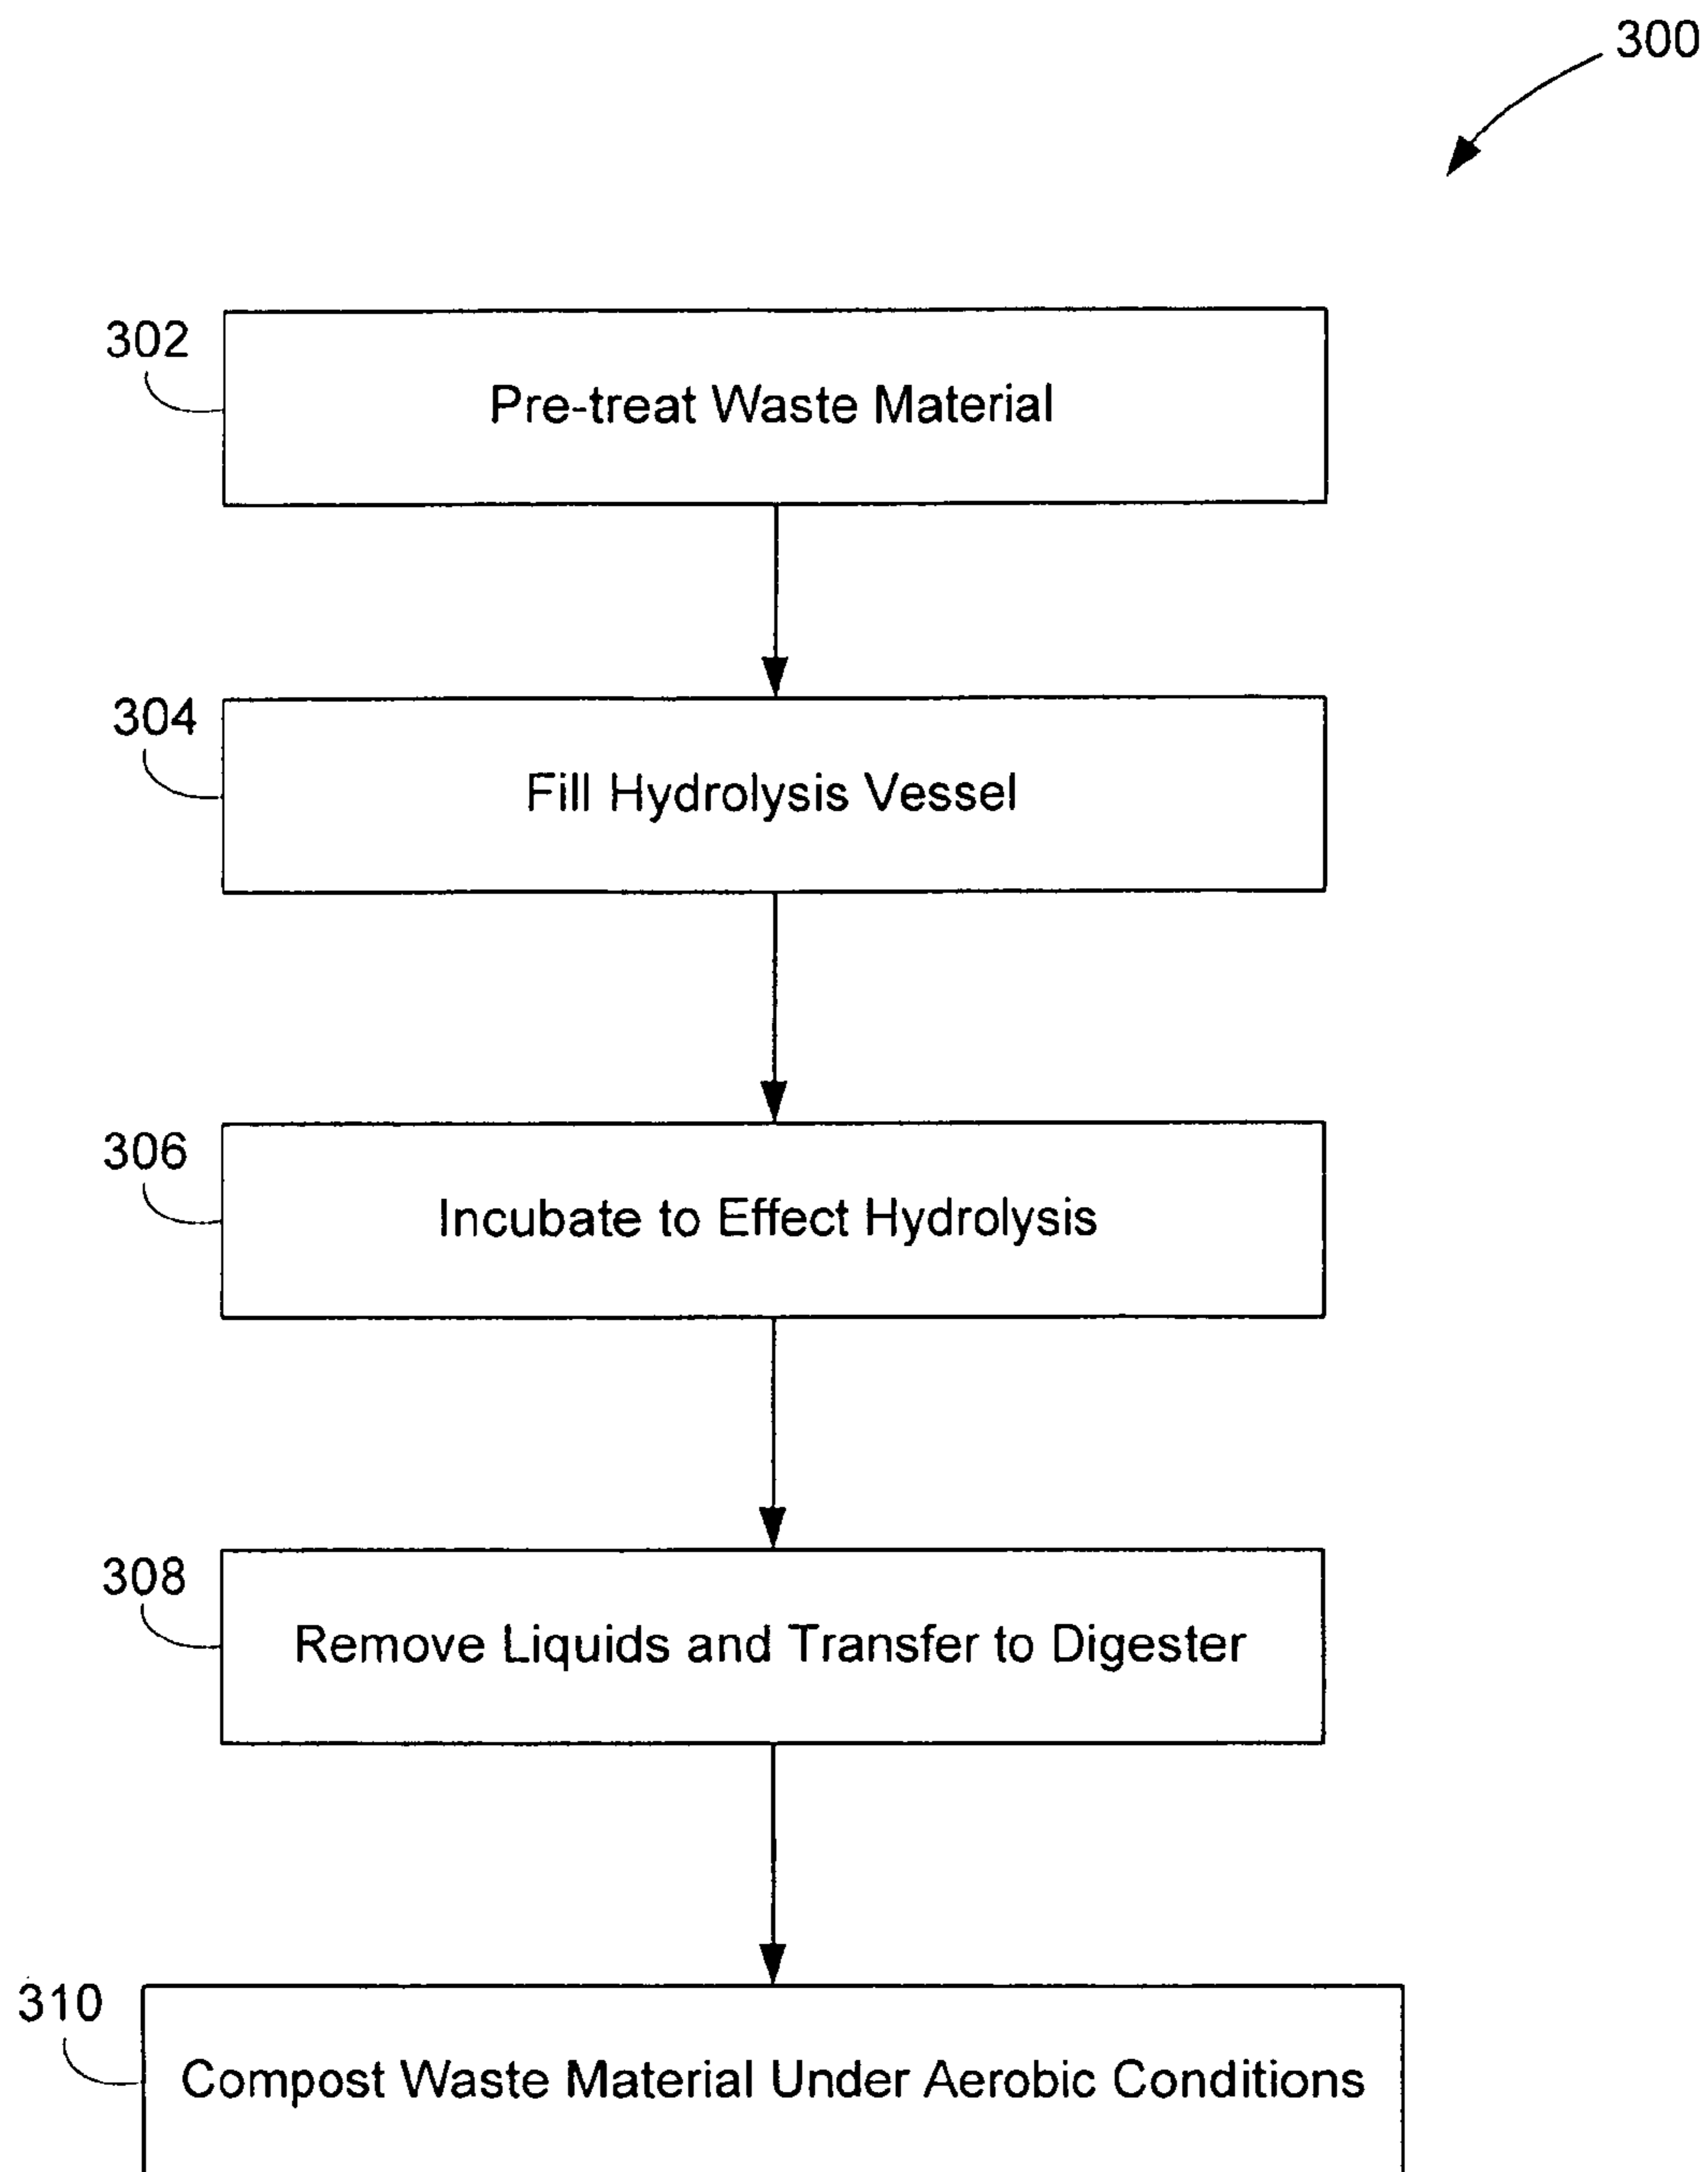 300
302
Pre-treat Waste Material
304
Fill Hydrolysis Vessel
306
Incubate to Effect Hydrolysis
308
Remove Liquids and Transfer to Digester
310
Compost Waste Material Under Aerobic Conditions